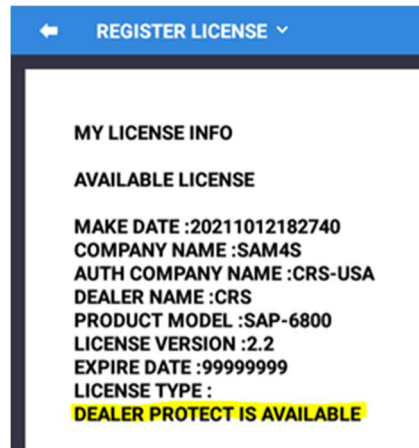 REGISTER LICENSE
MY LICENSE INFO
AVAILABLE LICENSE
MAKE DATE :20211012182740
COMPANY NAME :SAM4S
AUTH COMPANY NAME :CRS-USA
DEALER NAME :CRS
PRODUCT MODEL :SAP-6800
LICENSE VERSION :2.2
EXPIRE DATE :99999999
LICENSE TYPE :
DEALER PROTECT IS AVAILABLE